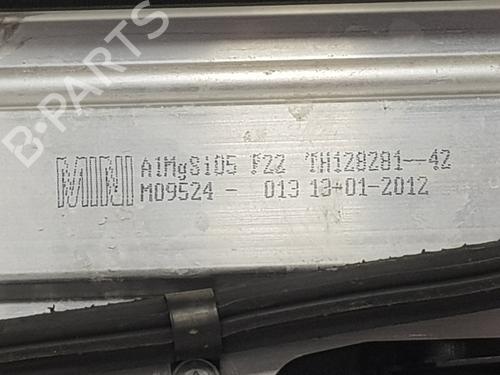 B-PARTS
MINI AlMgSi05 F22 TH128281--42
M09524 - 013 13-01-2012